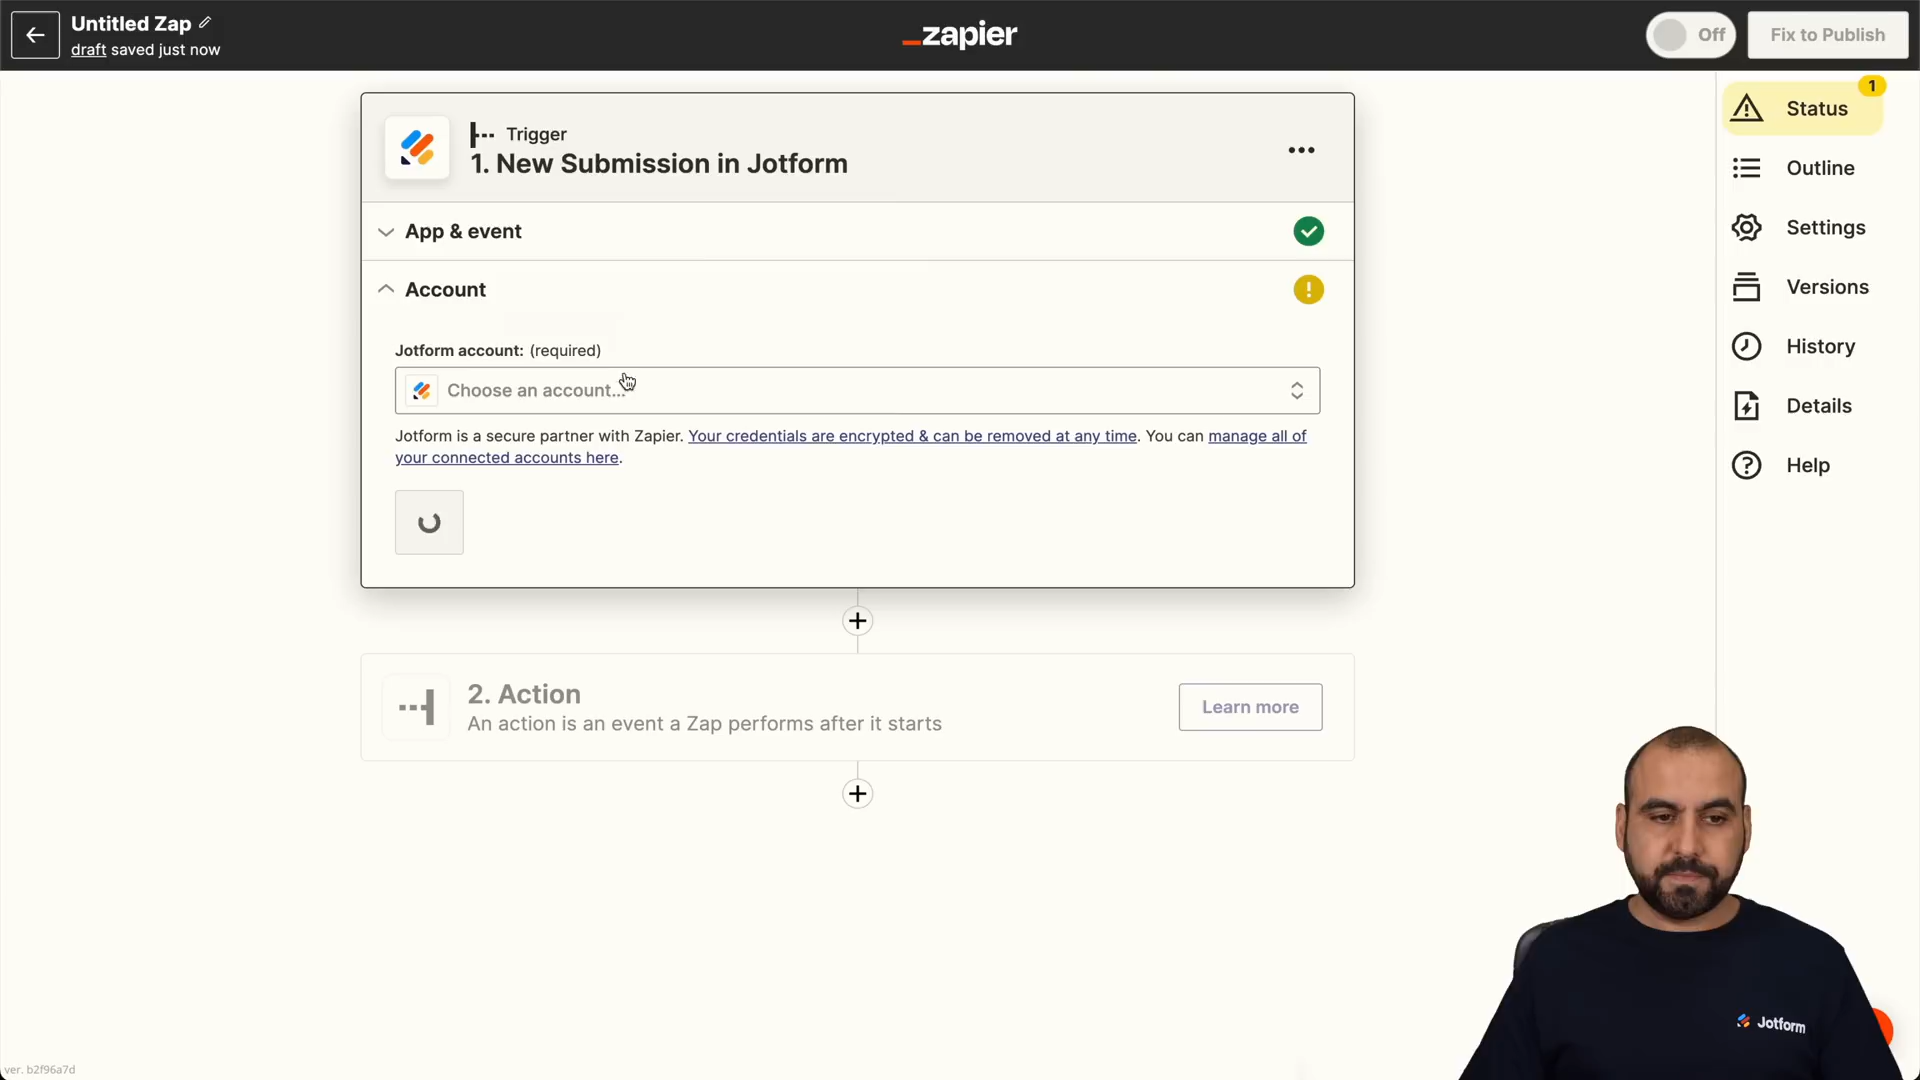 Untitled Zap
draft saved just now
zapier
Off
Fix to Publish
Trigger
1. New Submission in Jotform
App & event
Account
Jotform account: (required)
Choose an account...
Jotform is a secure partner with Zapier. Your credentials are encrypted & can be removed at any time. You can manage all of
your connected accounts here.
2. Action
An action is an event a Zap performs after it starts
Learn more
1
Status
Outline
Settings
Versions
History
Details
Help
Jotform
ver. b2f96a7d